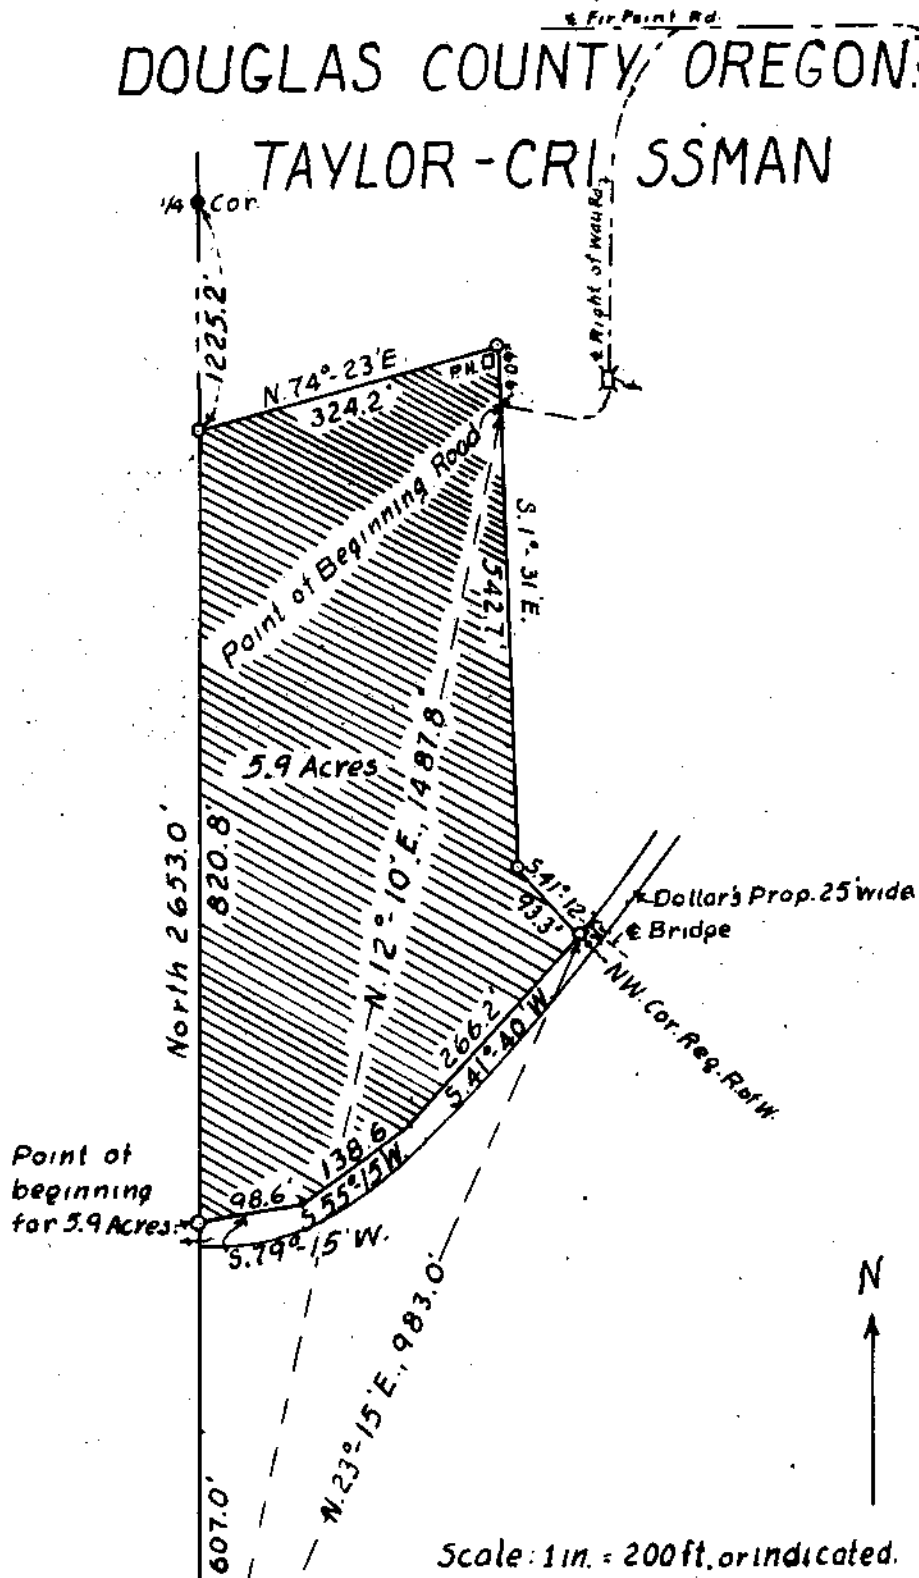 ℄ Fir Point Rd.
DOUGLAS COUNTY OREGON.
TAYLOR-CRISSMAN
1/4 Cor.
1225.2'
℄ Right of Way Rd.
N.74°-23'E.
324.2'
P.H.
60.6'
Point of Beginning Road
S.1°-31'E.
542.7'
N.12°-10'E., 1487.8'
5.9 Acres
North 2653.0'
820.8'
S.41°-12'
93.3'
Dollar's Prop. 25' wide
℄ Bridge
NW. Cor. Reg. R. of W.
266.2'
S.41°-40'W.
138.6'
S.55°-15'W.
98.6'
S.79°-15'W.
Point of
beginning
for 5.9 Acres.
N.23°-15'E., 983.0'
607.0'
N
Scale: 1 in. = 200 ft. or indicated.